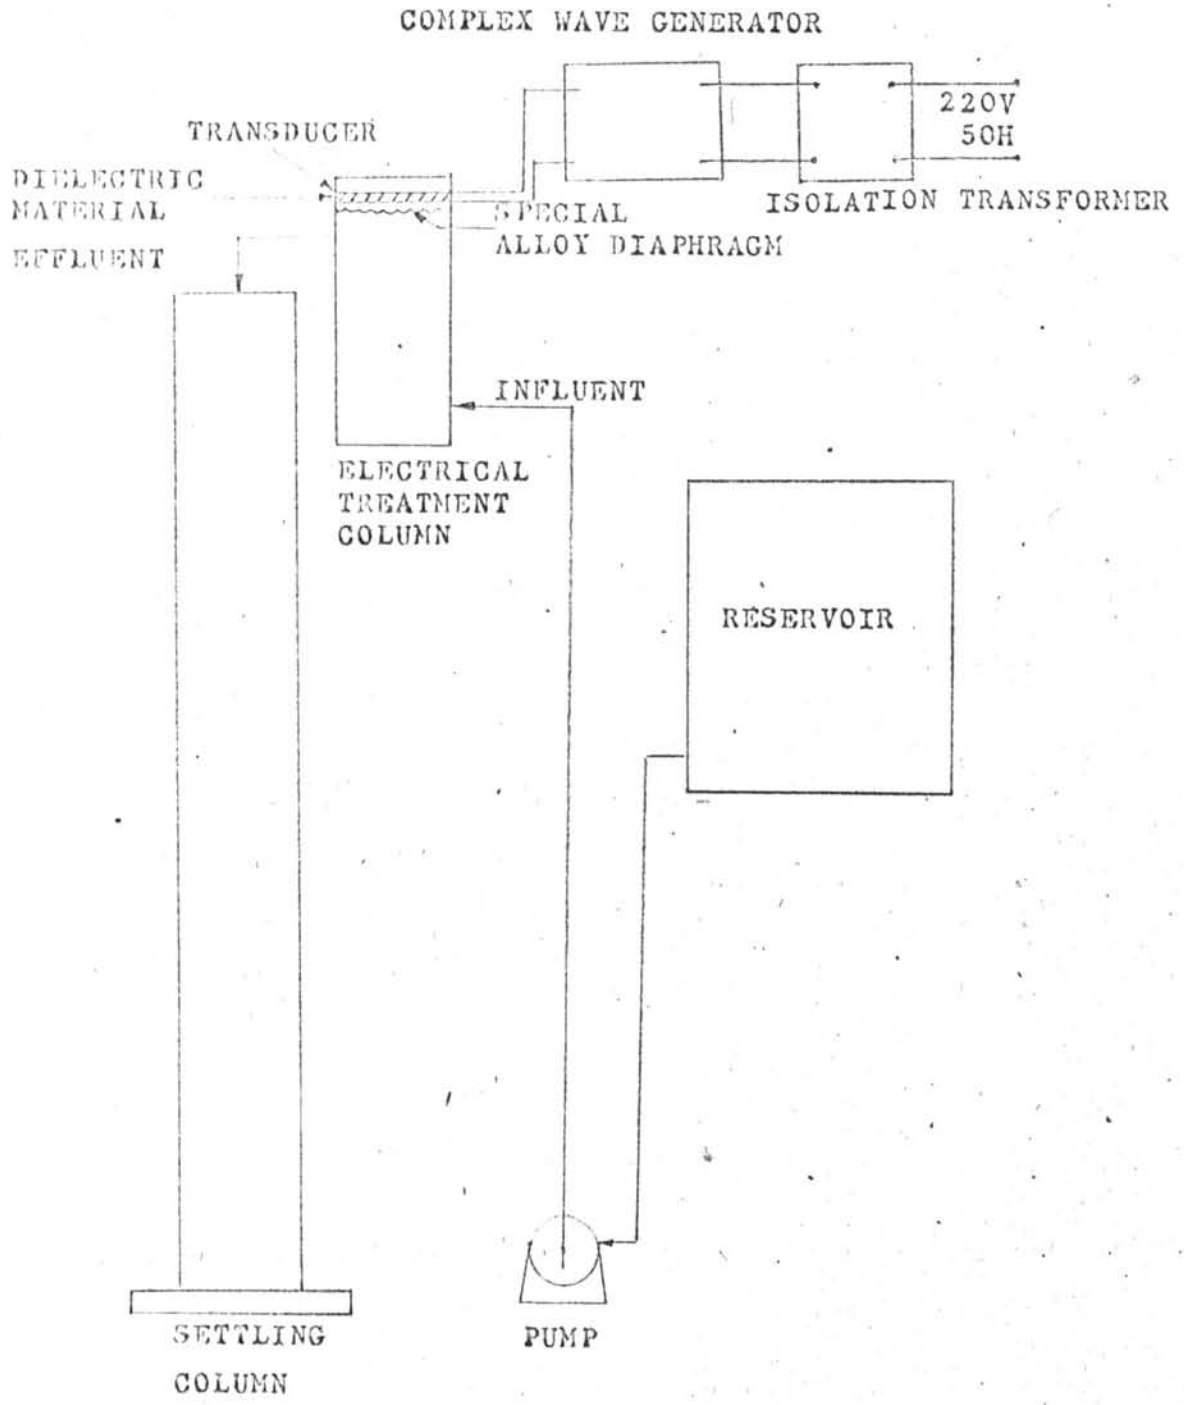 COMPLEX WAVE GENERATOR
220V
50H
TRANSDUCER
DIELECTRIC
MATERIAL
ISOLATION TRANSFORMER
SPECIAL
ALLOY DIAPHRAGM
EFFLUENT
INFLUENT
ELECTRICAL
TREATMENT
COLUMN
RESERVOIR
SETTLING
COLUMN
PUMP